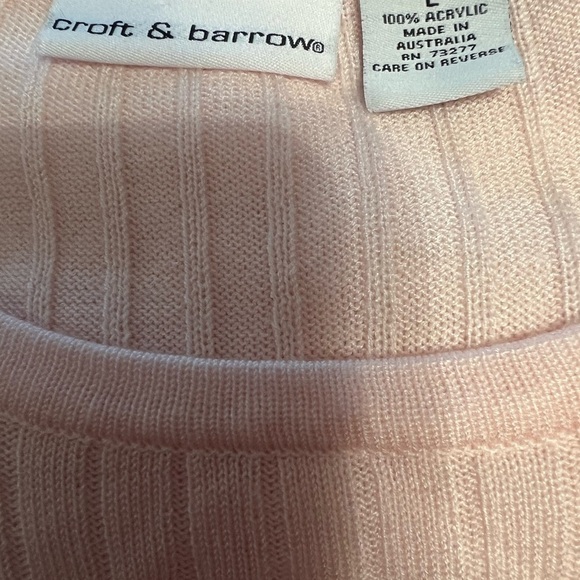 croft & barrow®
L
100% ACRYLIC
MADE IN
AUSTRALIA
RN 73277
CARE ON REVERSE